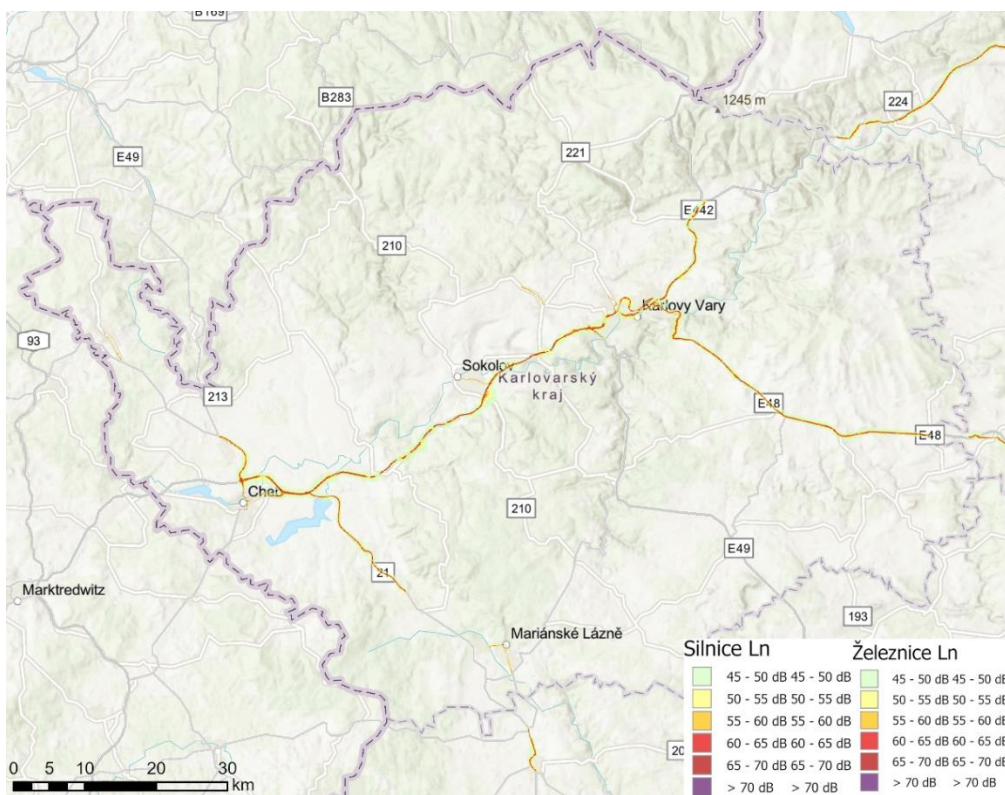 B169
B283
1245 m
224
E49
221
E442
210
Karlovy Vary
93
Sokolov
Karlovarský
kraj
213
E48
E48
Cheb
210
E49
21
Marktredwitz
193
Mariánské Lázně
Silnice Ln
45 - 50 dB 45 - 50 dB
50 - 55 dB 50 - 55 dB
55 - 60 dB 55 - 60 dB
60 - 65 dB 60 - 65 dB
65 - 70 dB 65 - 70 dB
> 70 dB > 70 dB
Železnice Ln
45 - 50 dB 45 - 50 dB
50 - 55 dB 50 - 55 dB
55 - 60 dB 55 - 60 dB
60 - 65 dB 60 - 65 dB
65 - 70 dB 65 - 70 dB
> 70 dB > 70 dB
0 5 10 20 30
km